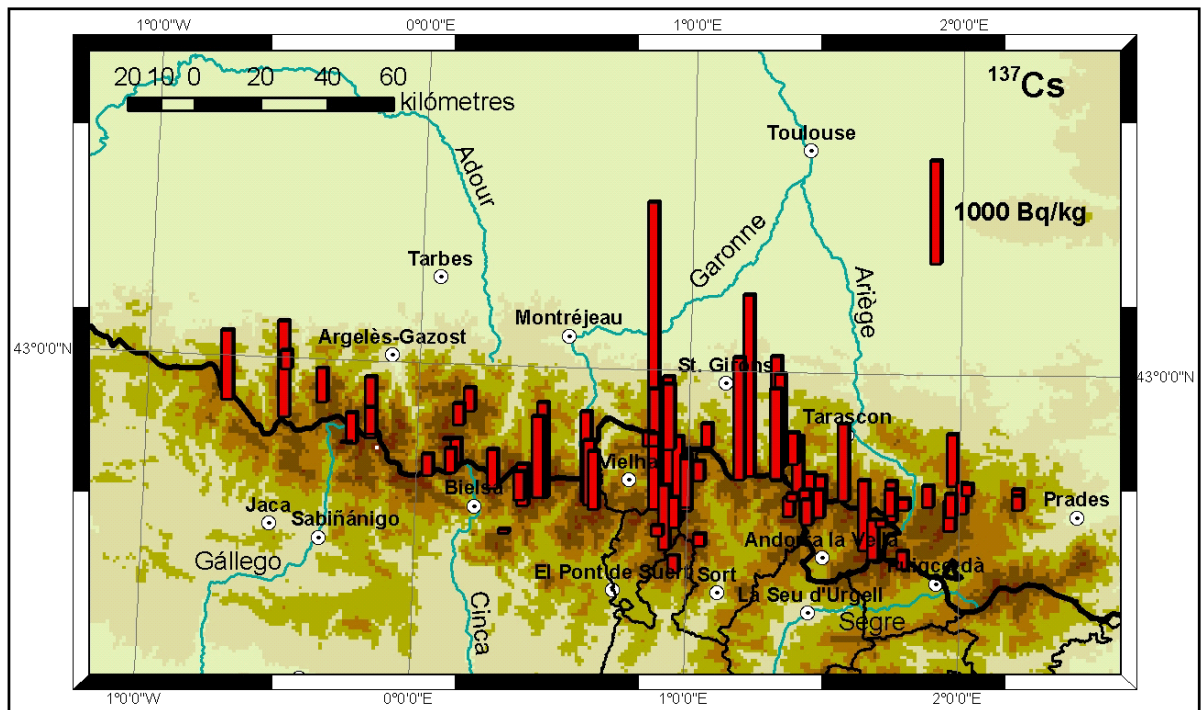 1°0'0"W 0°0'0"E 1°0'0"E 2°0'0"E
20 10 0 20 40 60
kilómetres
137Cs
Toulouse
Adour
1000 Bq/kg
Garonne
Tarbes
Ariège
Montréjeau
43°0'0"N
Argelès-Gazost
St. Girons
43°0'0"N
Tarascon
Vielha
Bielsa
Jaca
Sabiñánigo
Prades
Andorra la Vella
Gállego
El Pont de Suert
Sort
Puigcerdà
La Seu d'Urgell
Segre
Cinca
1°0'0"W 0°0'0"E 1°0'0"E 2°0'0"E